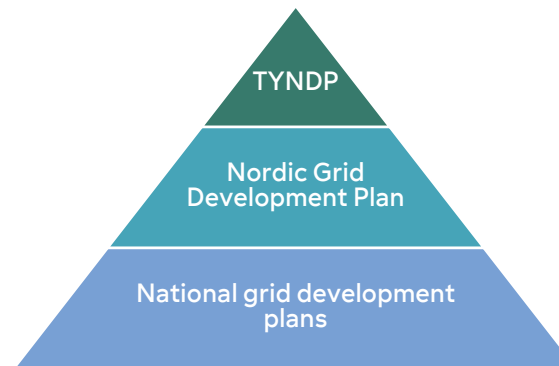 TYNDP
Nordic Grid
Development Plan
National grid development
plans